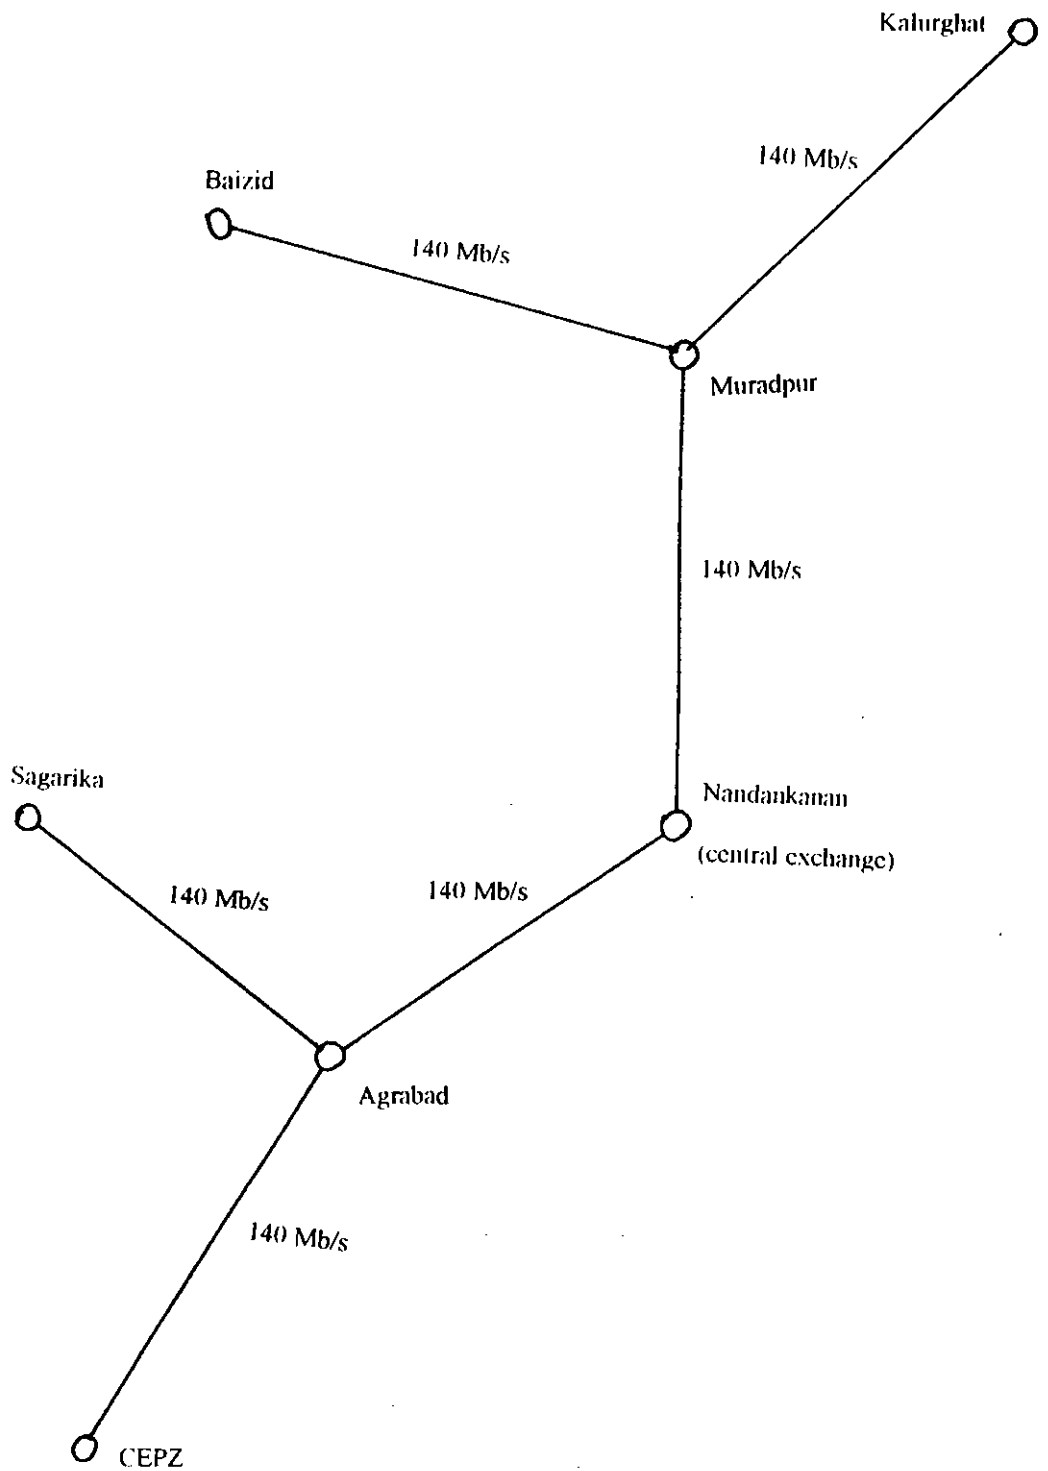 Kalurghat
140 Mb/s
Baizid
140 Mb/s
Muradpur
140 Mb/s
Sagarika
Nandankanan
(central exchange)
140 Mb/s
140 Mb/s
Agrabad
140 Mb/s
CEPZ